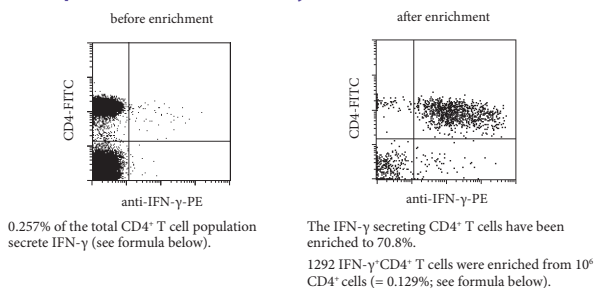 before enrichment
CD4-FITC
anti-IFN-γ-PE
0.257% of the total CD4⁺ T cell population
secrete IFN-γ (see formula below).
after enrichment
CD4-FITC
anti-IFN-γ-PE
The IFN-γ secreting CD4⁺ T cells have been
enriched to 70.8%.
1292 IFN-γ⁺CD4⁺ T cells were enriched from 10⁶
CD4⁺ cells (= 0.129%; see formula below).